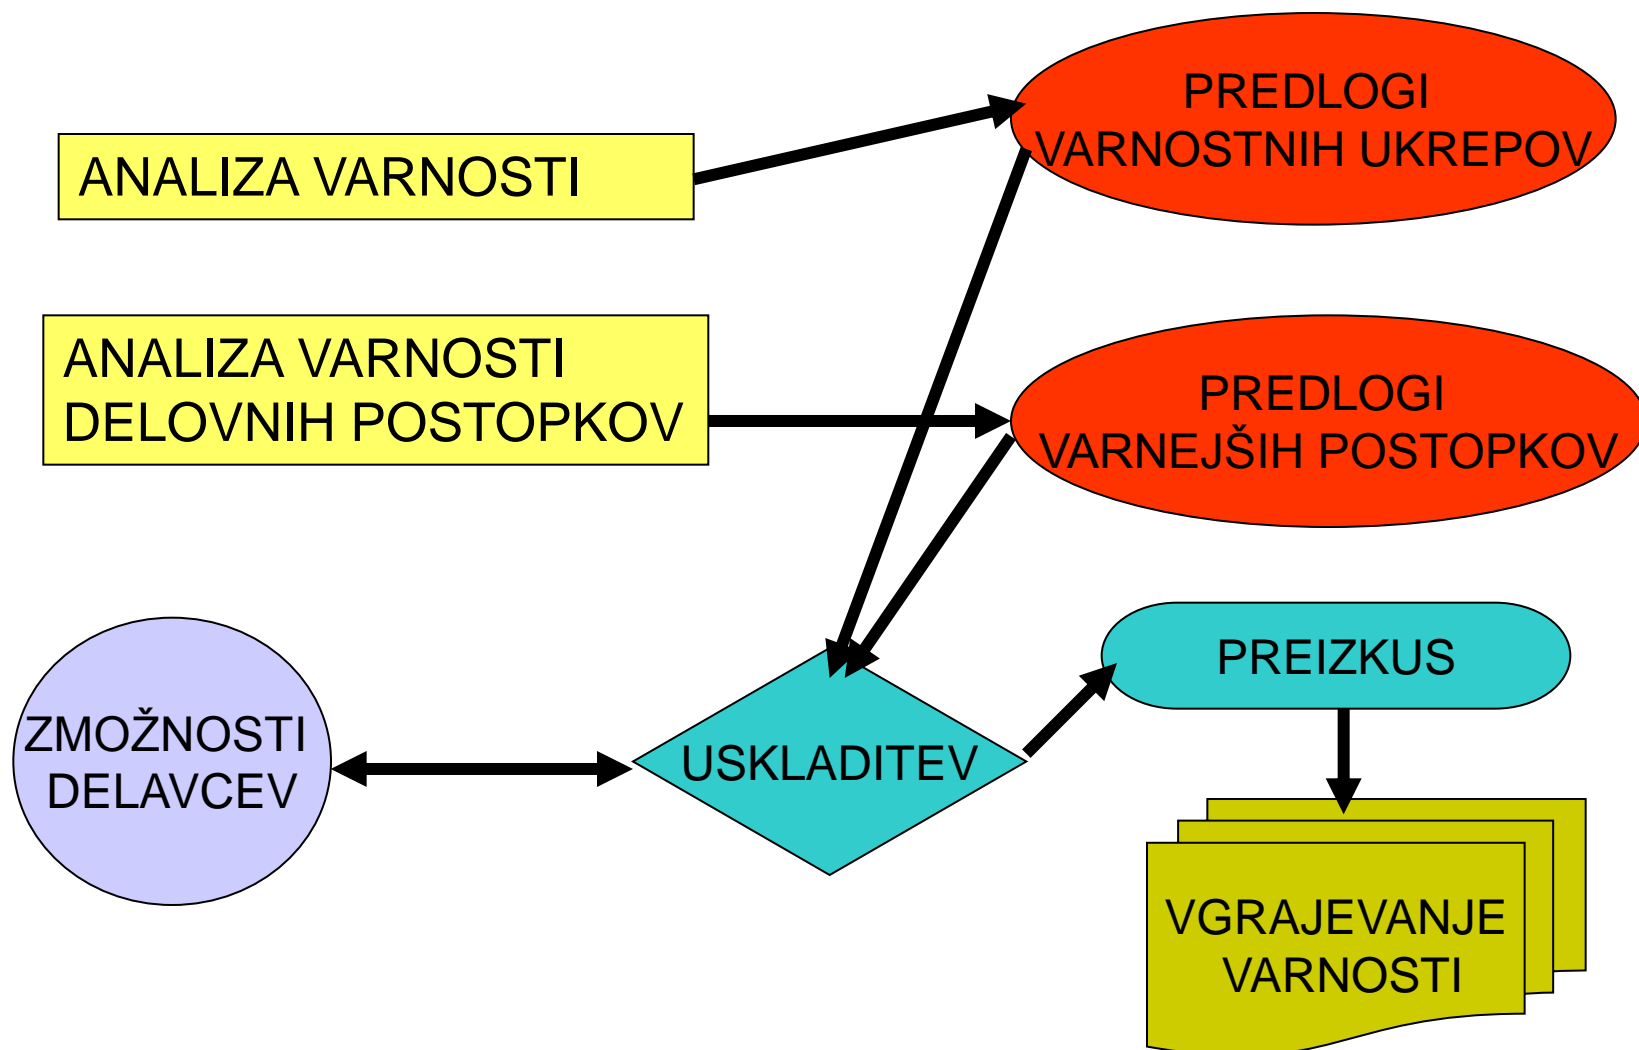 ANALIZA VARNOSTI
PREDLOGI
VARNOSTNIH UKREPOV
ANALIZA VARNOSTI
DELOVNIH POSTOPKOV
PREDLOGI
VARNEJŠIH POSTOPKOV
ZMOŽNOSTI
DELAVCEV
USKLADITEV
PREIZKUS
VGRAJEVANJE
VARNOSTI